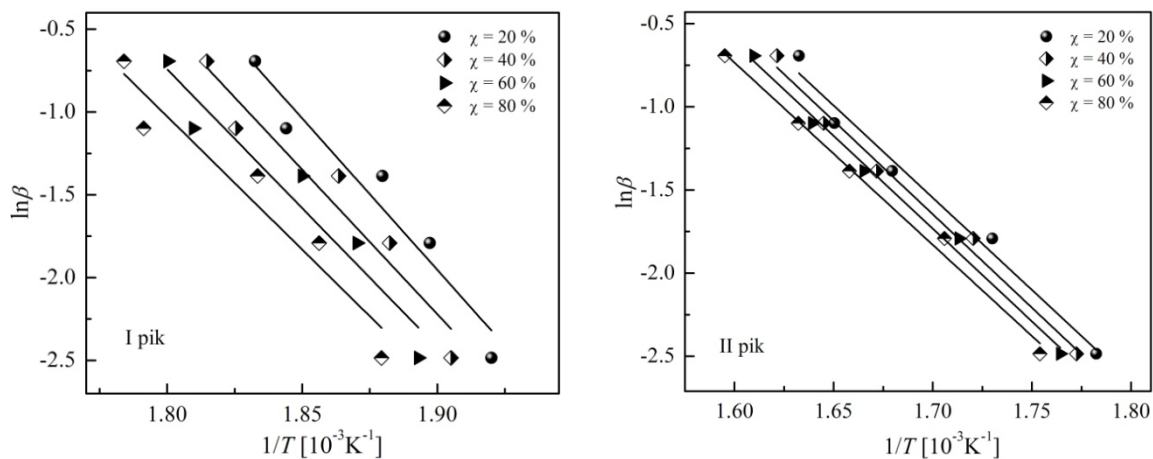 -0.5
-1.0
-1.5
-2.0
-2.5
lnβ
χ = 20 %
χ = 40 %
χ = 60 %
χ = 80 %
I pik
1.80 1.85 1.90
1/T [10⁻³K⁻¹]
-0.5
-1.0
-1.5
-2.0
-2.5
lnβ
χ = 20 %
χ = 40 %
χ = 60 %
χ = 80 %
II pik
1.60 1.65 1.70 1.75 1.80
1/T [10⁻³K⁻¹]